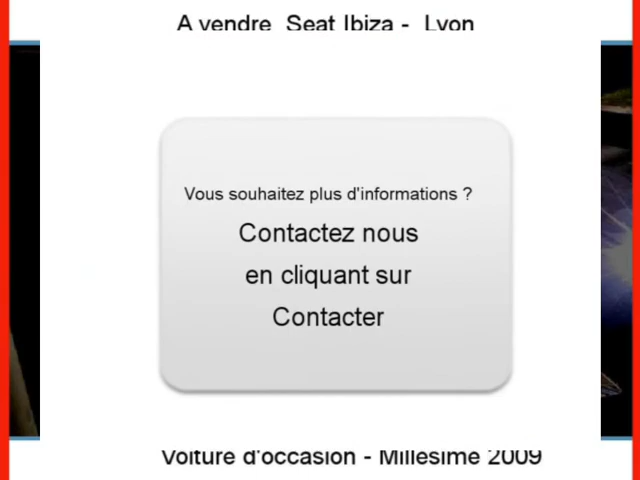 A vendre Seat Ibiza - Lyon
Vous souhaitez plus d'informations ?
Contactez nous
en cliquant sur
Contacter
Voiture d'occasion - Millesime 2009